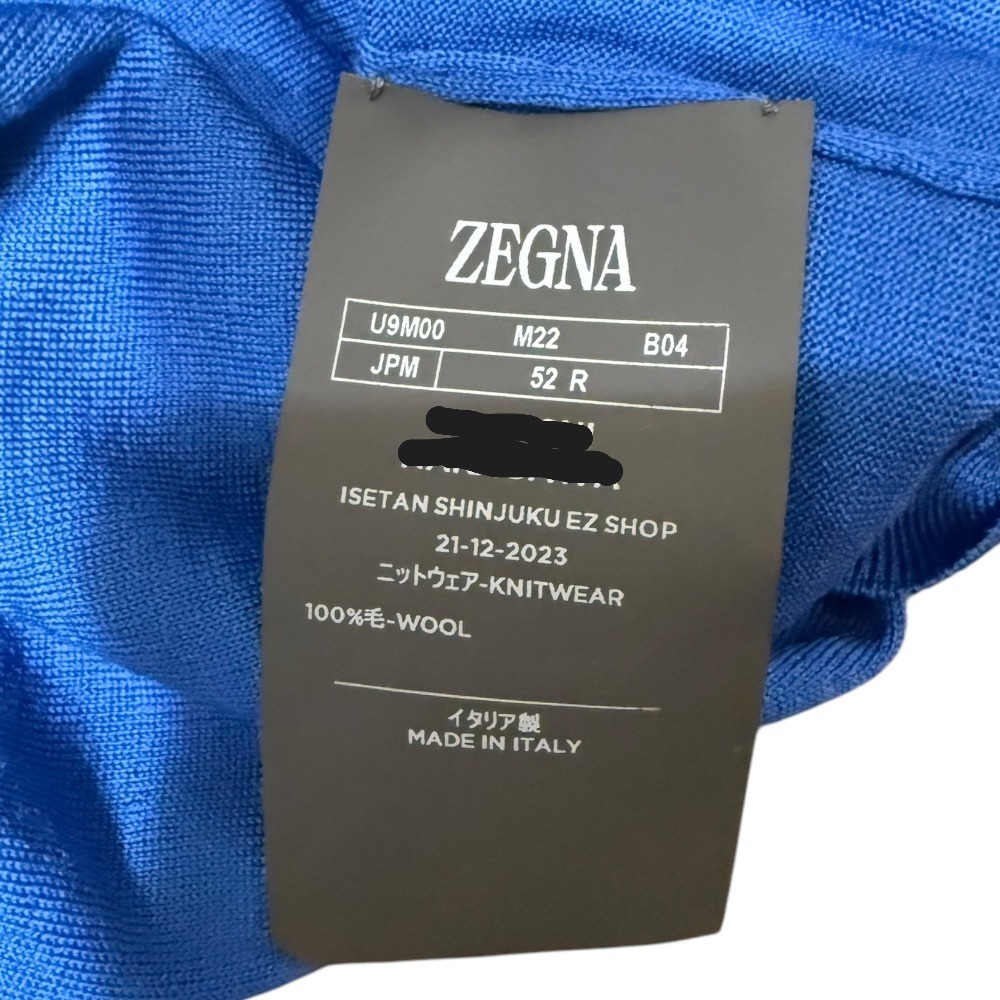 ZEGNA
U9M00 M22 B04
JPM 52 R
ISETAN SHINJUKU EZ SHOP
21-12-2023
ニットウェア-KNITWEAR
100%毛-WOOL
イタリア製
MADE IN ITALY